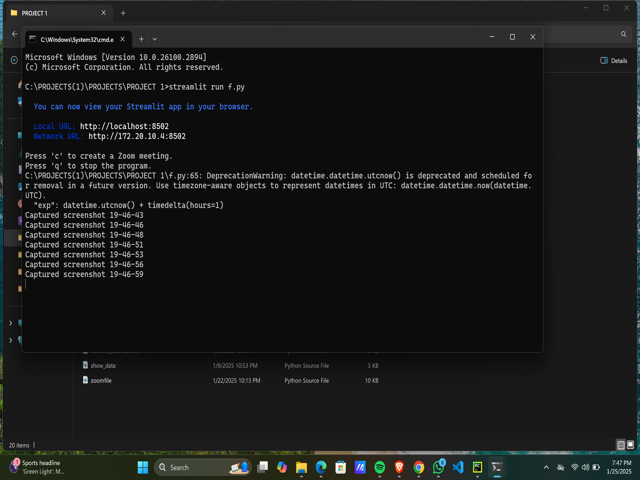 PROJECT 1
C:\Windows\System32\cmd.e
Microsoft Windows [Version 10.0.26100.2894]
(c) Microsoft Corporation. All rights reserved.
Details
C:\PROJECTS(1)\PROJECTS\PROJECT 1>streamlit run f.py
You can now view your Streamlit app in your browser.
Local URL: http://localhost:8502
Network URL: http://172.20.10.4:8502
Press 'c' to create a Zoom meeting.
Press 'q' to stop the program.
C:\PROJECTS(1)\PROJECTS\PROJECT 1\f.py:65: DeprecationWarning: datetime.datetime.utcnow() is deprecated and scheduled fo
r removal in a future version. Use timezone-aware objects to represent datetimes in UTC: datetime.datetime.now(datetime.
UTC).
"exp": datetime.utcnow() + timedelta(hours=1)
Captured screenshot 19-46-43
Captured screenshot 19-46-46
Captured screenshot 19-46-48
Captured screenshot 19-46-51
Captured screenshot 19-46-53
Captured screenshot 19-46-56
Captured screenshot 19-46-59
show_data 1/9/2025 10:53 PM Python Source File 3 KB
zoomfile 1/22/2025 10:13 PM Python Source File 10 KB
20 items
Sports headline
'Green Light': M...
Search
7:47 PM
1/25/2025